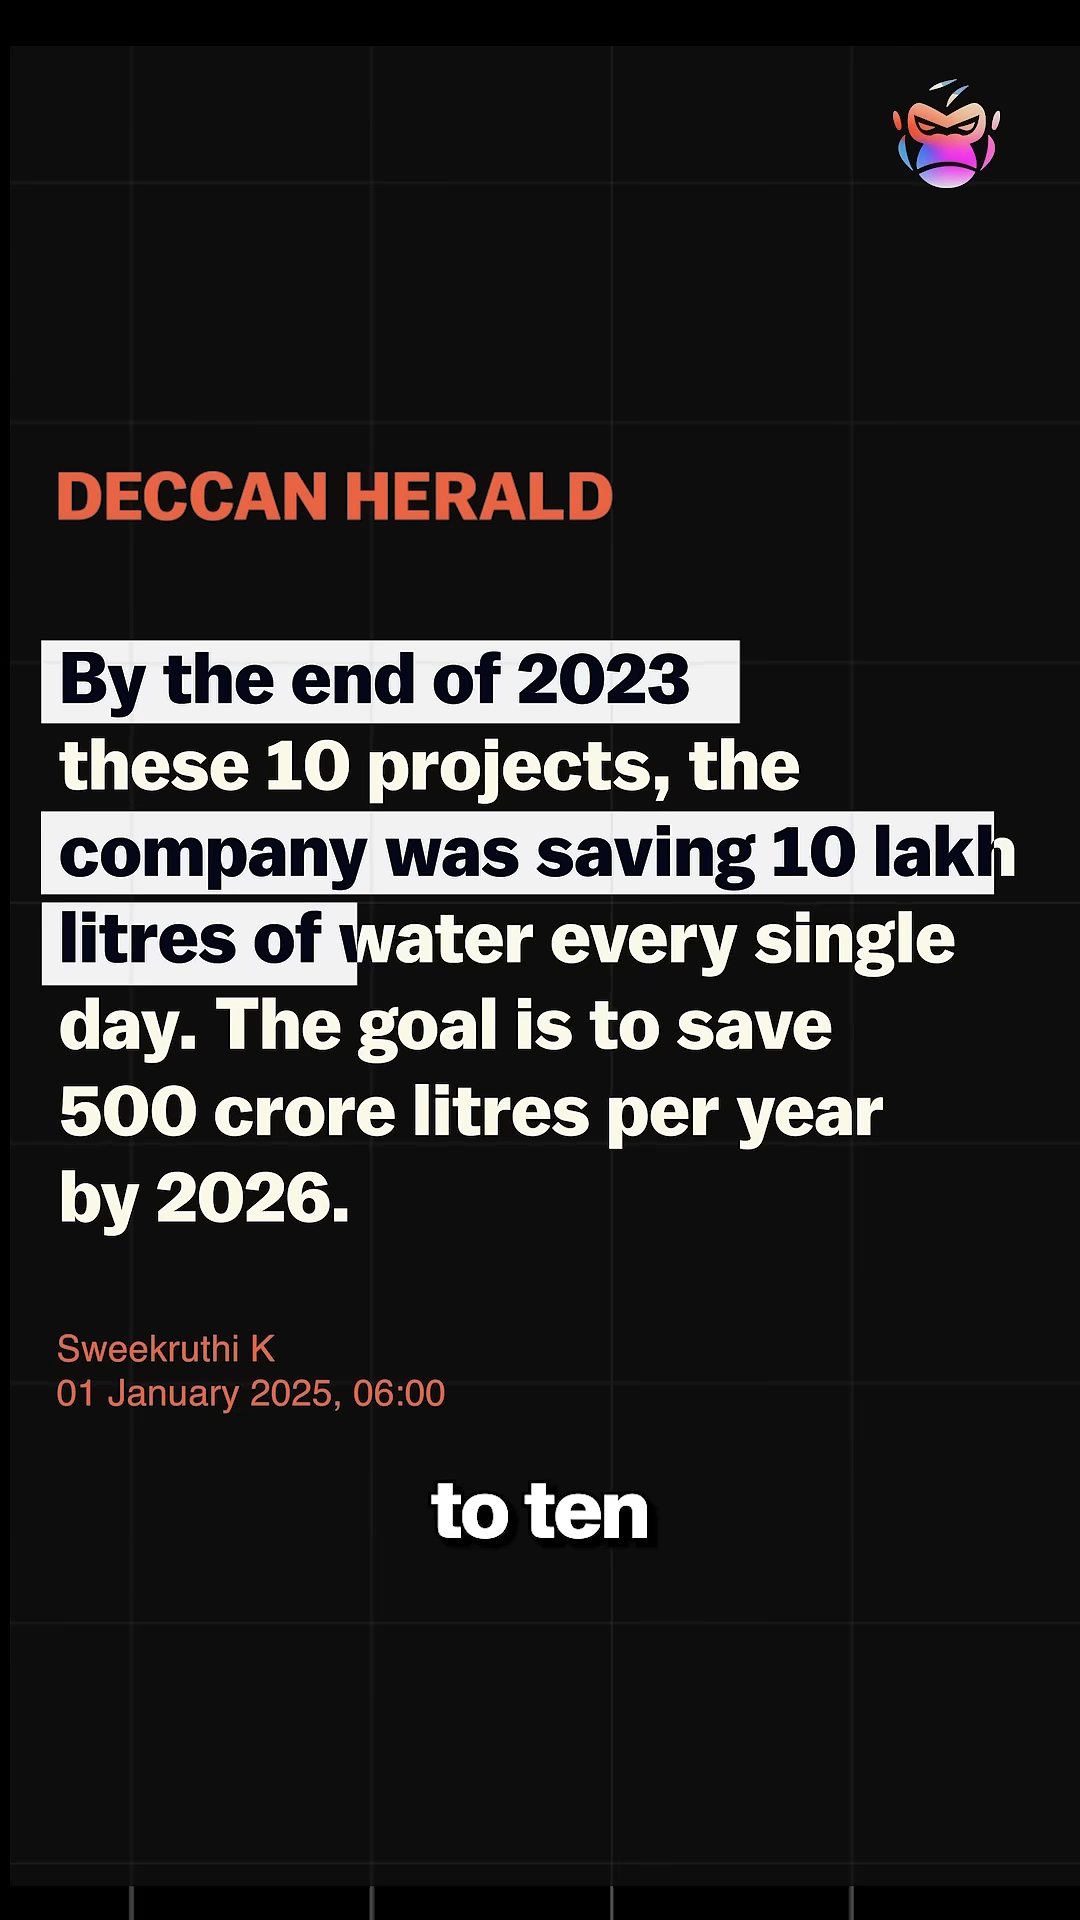 DECCAN HERALD
By the end of 2023
these 10 projects, the
company was saving 10 lakh
litres of water every single
day. The goal is to save
500 crore litres per year
by 2026.
Sweekruthi K
01 January 2025, 06:00
to ten